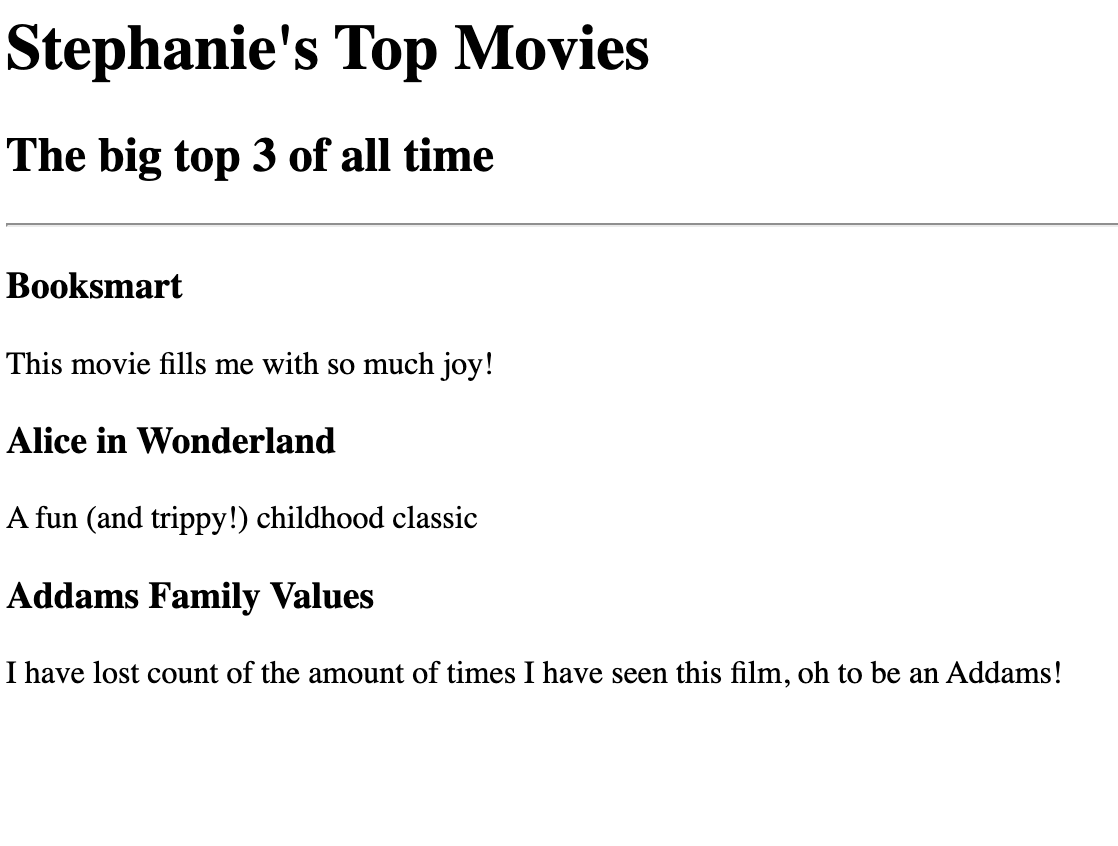 Stephanie's Top Movies
The big top 3 of all time
Booksmart
This movie fills me with so much joy!
Alice in Wonderland
A fun (and trippy!) childhood classic
Addams Family Values
I have lost count of the amount of times I have seen this film, oh to be an Addams!